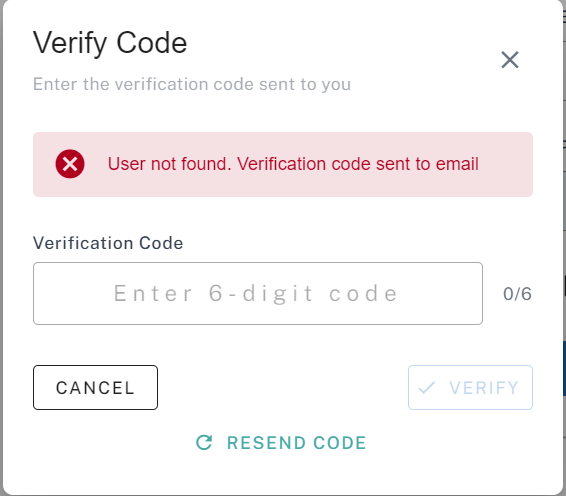 Verify Code
Enter the verification code sent to you
User not found. Verification code sent to email
Verification Code
Enter 6-digit code
0/6
CANCEL
VERIFY
RESEND CODE